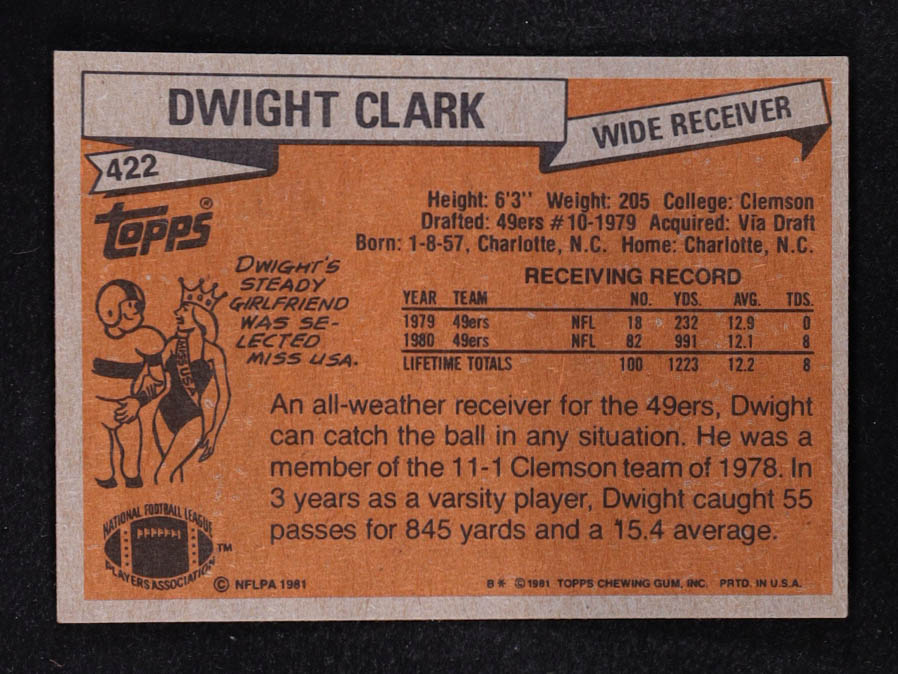 DWIGHT CLARK
WIDE RECEIVER
422
Topps®
Height: 6'3'' Weight: 205 College: Clemson
Drafted: 49ers #10-1979 Acquired: Via Draft
Born: 1-8-57, Charlotte, N.C. Home: Charlotte, N.C.
DWIGHT'S
STEADY
GIRLFRIEND
WAS SE-
LECTED
MISS USA.
MISS USA
RECEIVING RECORD
YEAR TEAM NO. YDS. AVG. TDS.
1979 49ers NFL 18 232 12.9 0
1980 49ers NFL 82 991 12.1 8
LIFETIME TOTALS 100 1223 12.2 8
An all-weather receiver for the 49ers, Dwight
can catch the ball in any situation. He was a
member of the 11-1 Clemson team of 1978. In
3 years as a varsity player, Dwight caught 55
passes for 845 yards and a 15.4 average.
NATIONAL FOOTBALL LEAGUE
PLAYERS ASSOCIATION
™
© NFLPA 1981
B* © 1981 TOPPS CHEWING GUM, INC. PRTD. IN U.S.A.